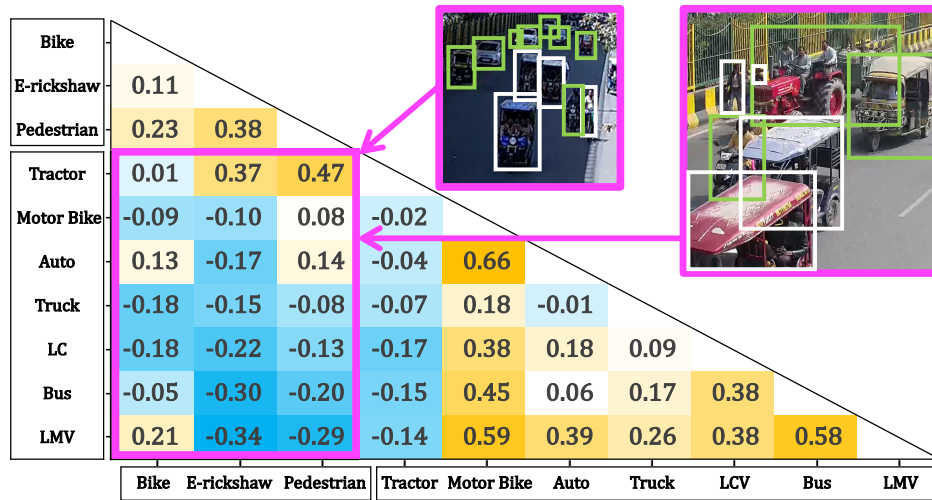 Bike
E-rickshaw 0.11
Pedestrian 0.23 0.38
Tractor 0.01 0.37 0.47
Motor Bike -0.09 -0.10 0.08 -0.02
Auto 0.13 -0.17 0.14 -0.04 0.66
Truck -0.18 -0.15 -0.08 -0.07 0.18 -0.01
LC -0.18 -0.22 -0.13 -0.17 0.38 0.18 0.09
Bus -0.05 -0.30 -0.20 -0.15 0.45 0.06 0.17 0.38
LMV 0.21 -0.34 -0.29 -0.14 0.59 0.39 0.26 0.38 0.58
Bike E-rickshaw Pedestrian Tractor Motor Bike Auto Truck LCV Bus LMV